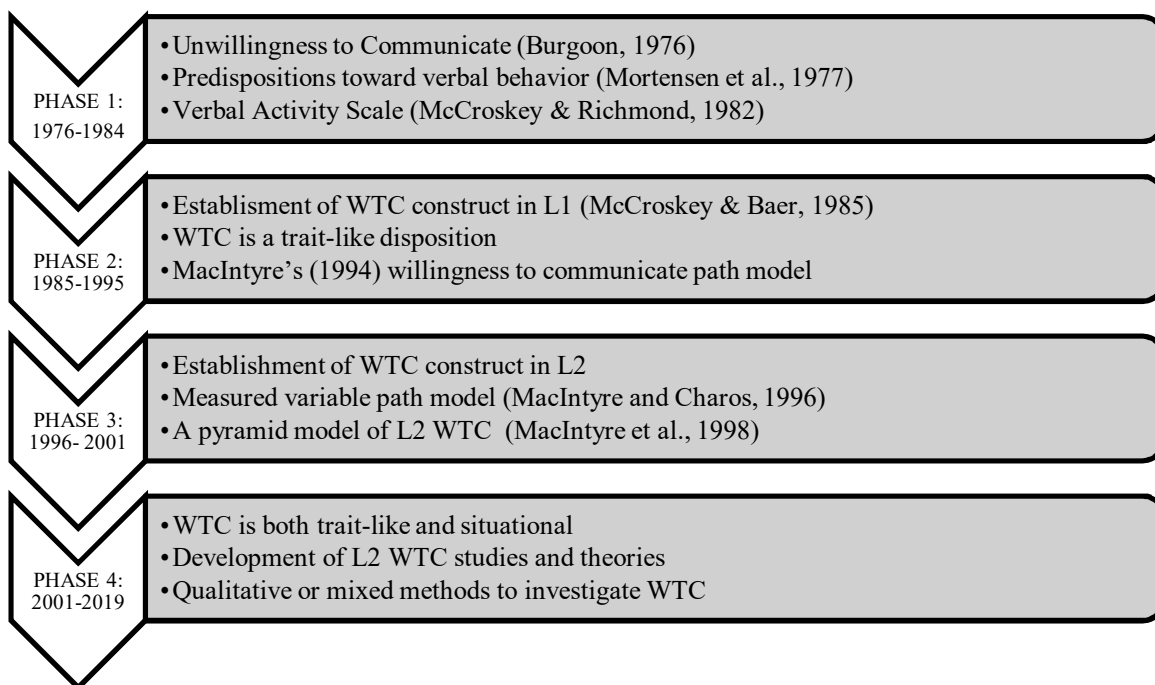 PHASE 1:
1976-1984
•Unwillingness to Communicate (Burgoon, 1976)
•Predispositions toward verbal behavior (Mortensen et al., 1977)
•Verbal Activity Scale (McCroskey & Richmond, 1982)
PHASE 2:
1985-1995
•Establisment of WTC construct in L1 (McCroskey & Baer, 1985)
•WTC is a trait-like disposition
•MacIntyre’s (1994) willingness to communicate path model
PHASE 3:
1996- 2001
•Establishment of WTC construct in L2
•Measured variable path model (MacIntyre and Charos, 1996)
•A pyramid model of L2 WTC (MacIntyre et al., 1998)
PHASE 4:
2001-2019
•WTC is both trait-like and situational
•Development of L2 WTC studies and theories
•Qualitative or mixed methods to investigate WTC